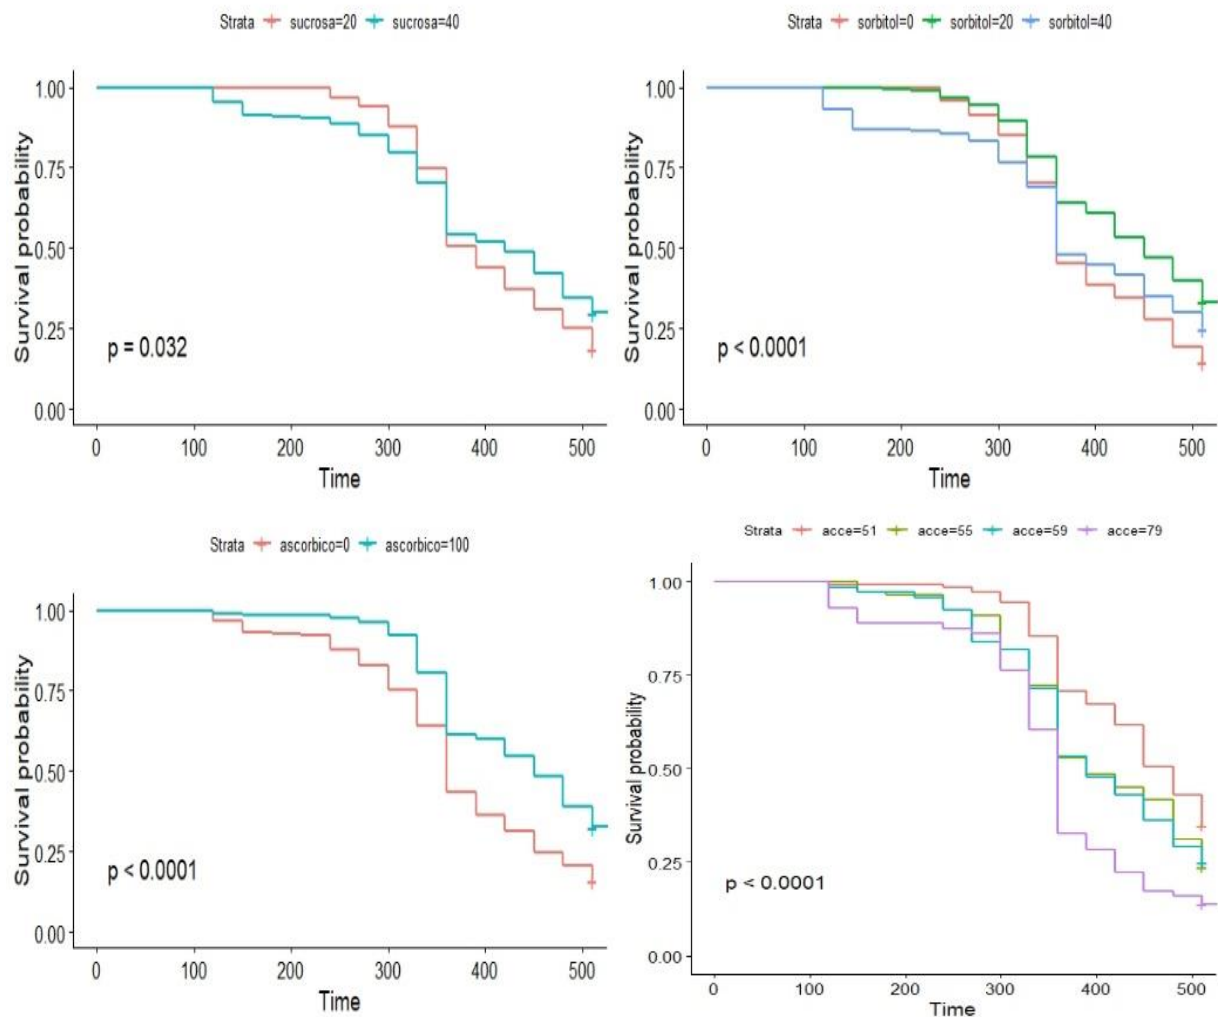 Strata sucrosa=20 sucrosa=40
Survival probability
1.00
0.75
0.50
0.25
0.00
p = 0.032
0 100 200 300 400 500
Time
Strata sorbitol=0 sorbitol=20 sorbitol=40
Survival probability
1.00
0.75
0.50
0.25
0.00
p < 0.0001
0 100 200 300 400 500
Time
Strata ascorbico=0 ascorbico=100
Survival probability
1.00
0.75
0.50
0.25
0.00
p < 0.0001
0 100 200 300 400 500
Time
Strata acce=51 acce=55 acce=59 acce=79
Survival probability
1.00
0.75
0.50
0.25
0.00
p < 0.0001
0 100 200 300 400 500
Time